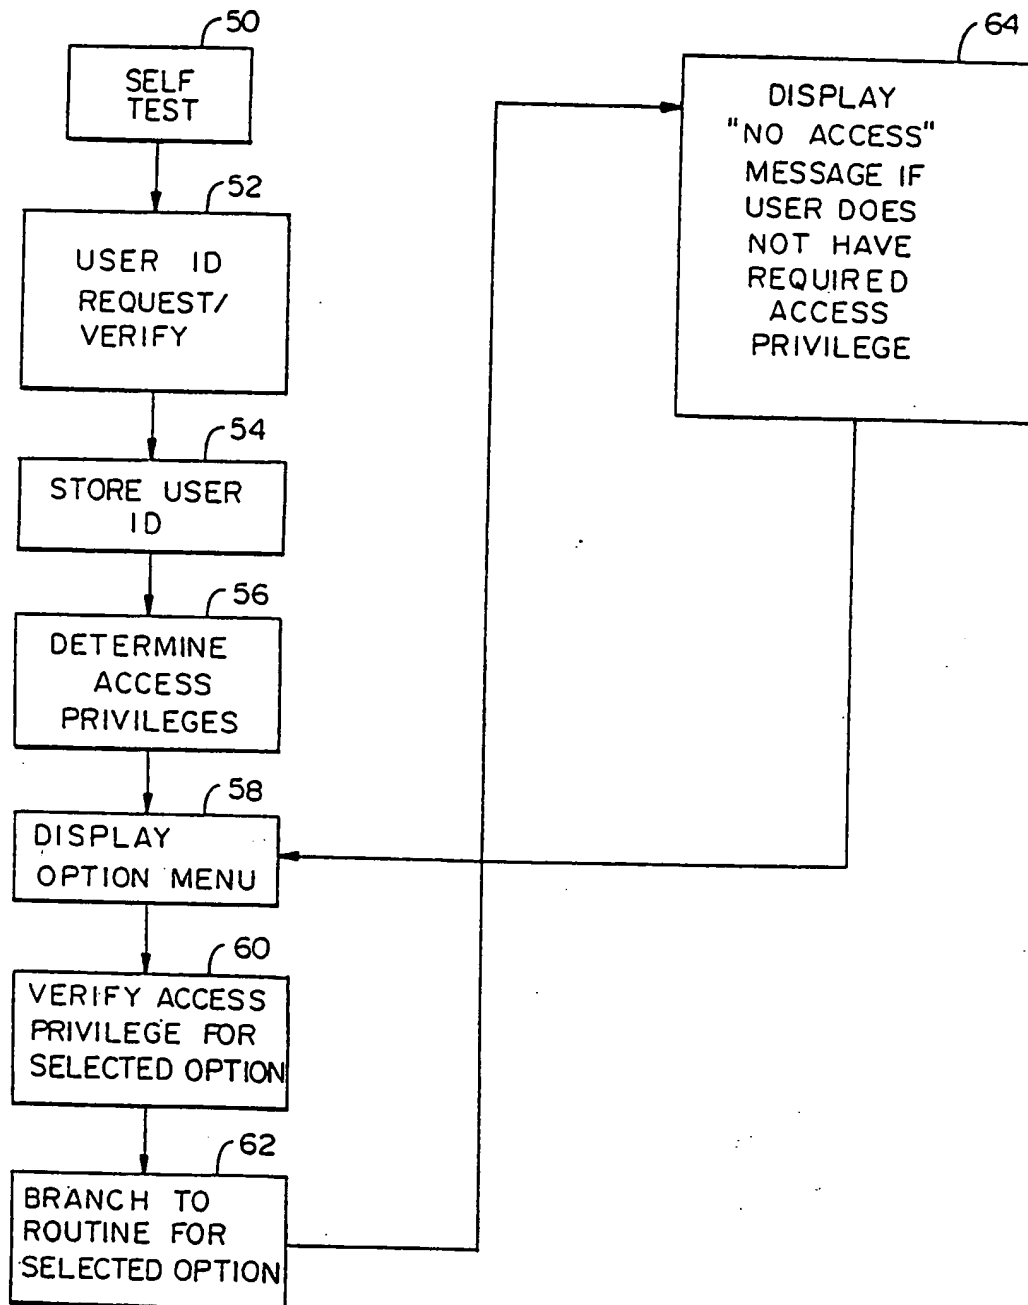 50
SELF
TEST
52
USER ID
REQUEST/
VERIFY
54
STORE USER
ID
56
DETERMINE
ACCESS
PRIVILEGES
58
DISPLAY
OPTION MENU
60
VERIFY ACCESS
PRIVILEGE FOR
SELECTED OPTION
62
BRANCH TO
ROUTINE FOR
SELECTED OPTION
64
DISPLAY
"NO ACCESS"
MESSAGE IF
USER DOES
NOT HAVE
REQUIRED
ACCESS
PRIVILEGE